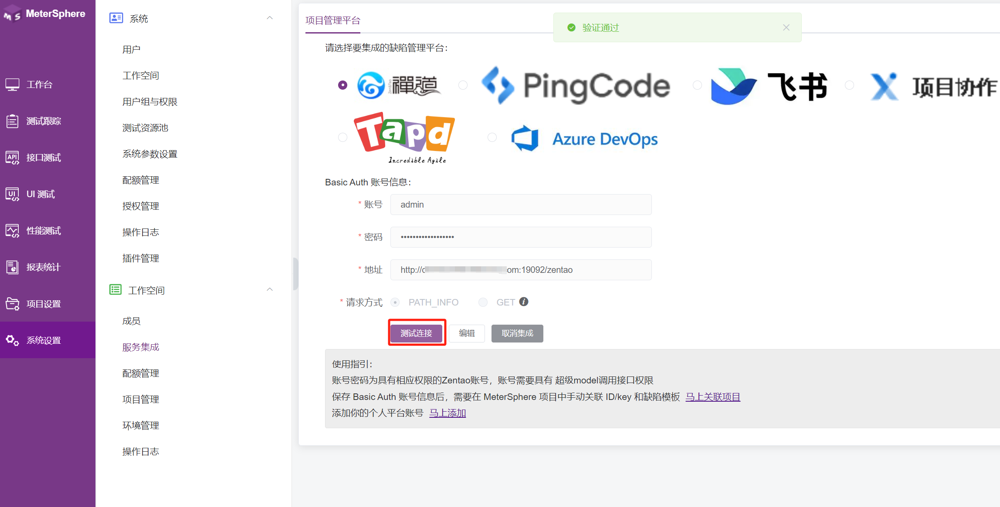 MeterSphere
工作台
测试跟踪
接口测试
UI 测试
性能测试
报表统计
项目设置
系统设置
系统
用户
工作空间
用户组与权限
测试资源池
系统参数设置
配额管理
授权管理
操作日志
插件管理
工作空间
成员
服务集成
配额管理
项目管理
环境管理
操作日志
项目管理平台
验证通过
请选择要集成的缺陷管理平台：
禪道 PingCode 飞书 项目协作
Tapd Azure DevOps
Incredible Agile
Basic Auth 账号信息：
* 账号 admin
* 密码 ••••••••••••••••••
* 地址 http://c om:19092/zentao
* 请求方式 PATH_INFO GET
测试连接 编辑 取消集成
使用指引：
账号密码为具有相应权限的Zentao账号，账号需要具有 超级model调用接口权限
保存 Basic Auth 账号信息后，需要在 MeterSphere 项目中手动关联 ID/key 和缺陷模板 马上关联项目
添加你的个人平台账号 马上添加